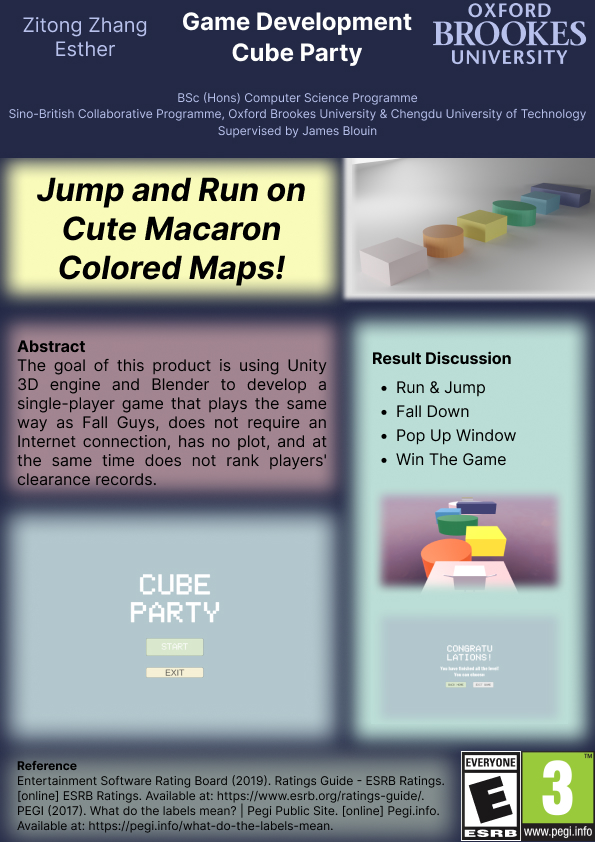 Zitong Zhang
Esther
Game Development
Cube Party
OXFORD
BROOKES
UNIVERSITY
BSc (Hons) Computer Science Programme
Sino-British Collaborative Programme, Oxford Brookes University & Chengdu University of Technology
Supervised by James Blouin
Jump and Run on
Cute Macaron
Colored Maps!
Abstract
The goal of this product is using Unity
3D engine and Blender to develop a
single-player game that plays the same
way as Fall Guys, does not require an
Internet connection, has no plot, and at
the same time does not rank players'
clearance records.
Result Discussion
• Run & Jump
• Fall Down
• Pop Up Window
• Win The Game
CUBE
PARTY
START
EXIT
CONGRATU
LATIONS!
You have finished all the level!
You can choose:
Reference
Entertainment Software Rating Board (2019). Ratings Guide - ESRB Ratings.
[online] ESRB Ratings. Available at: https://www.esrb.org/ratings-guide/.
PEGI (2017). What do the labels mean? | Pegi Public Site. [online] Pegi.info.
Available at: https://pegi.info/what-do-the-labels-mean.
EVERYONE
E
ESRB
3
TM
www.pegi.info